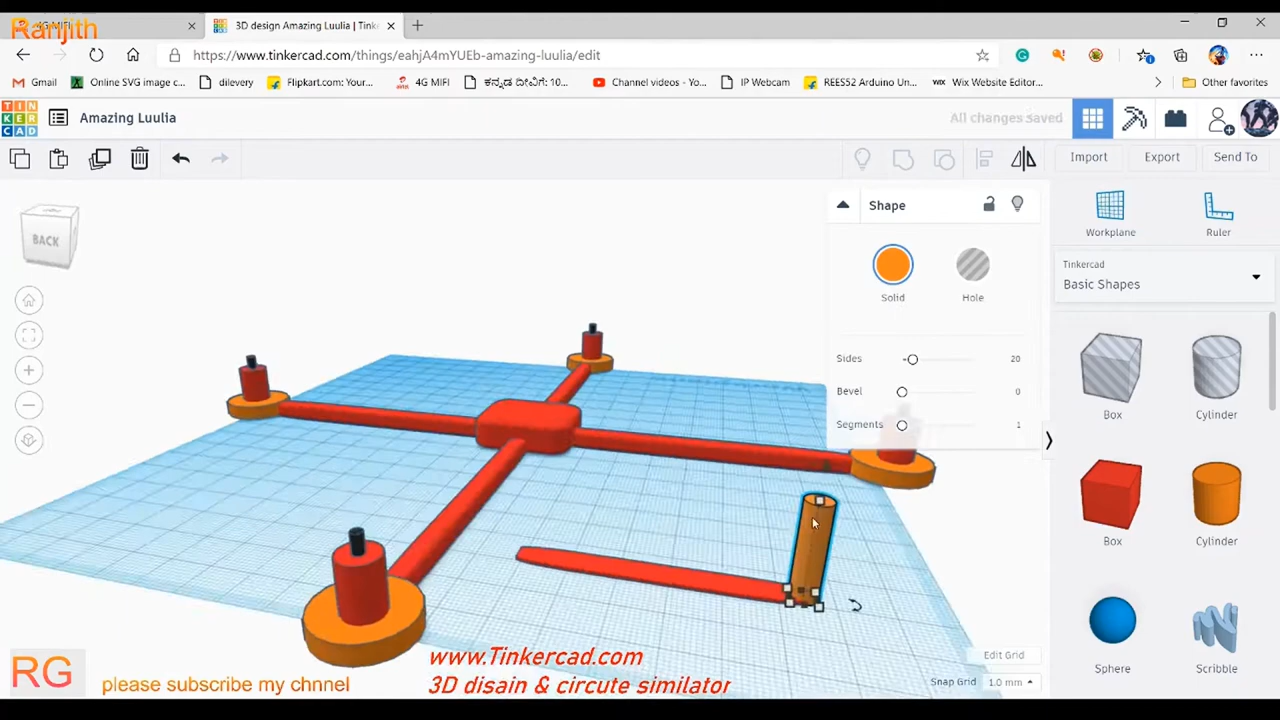 Ranjith
3D design Amazing Luulia | Tink
https://www.tinkercad.com/things/eahjA4mYUEb-amazing-luulia/edit
Gmail
Online SVG image c...
dilevery
Flipkart.com: Your...
4G MIFI
ಕನ್ನಡ ದೀವಿಗೆ: 10...
Channel videos - Yo...
IP Webcam
REES52 Arduino Un...
WIX Wix Website Editor...
Other favorites
TIN
KER
CAD
Amazing Luulia
All changes saved
Import
Export
Send To
Shape
Solid
Hole
Sides
20
Bevel
0
Segments
1
BACK
Workplane
Ruler
Tinkercad
Basic Shapes
Box
Cylinder
Box
Cylinder
Sphere
Scribble
Edit Grid
Snap Grid
1.0 mm
RG
please subscribe my chnnel
www.Tinkercad.com
3D disain & circute similator